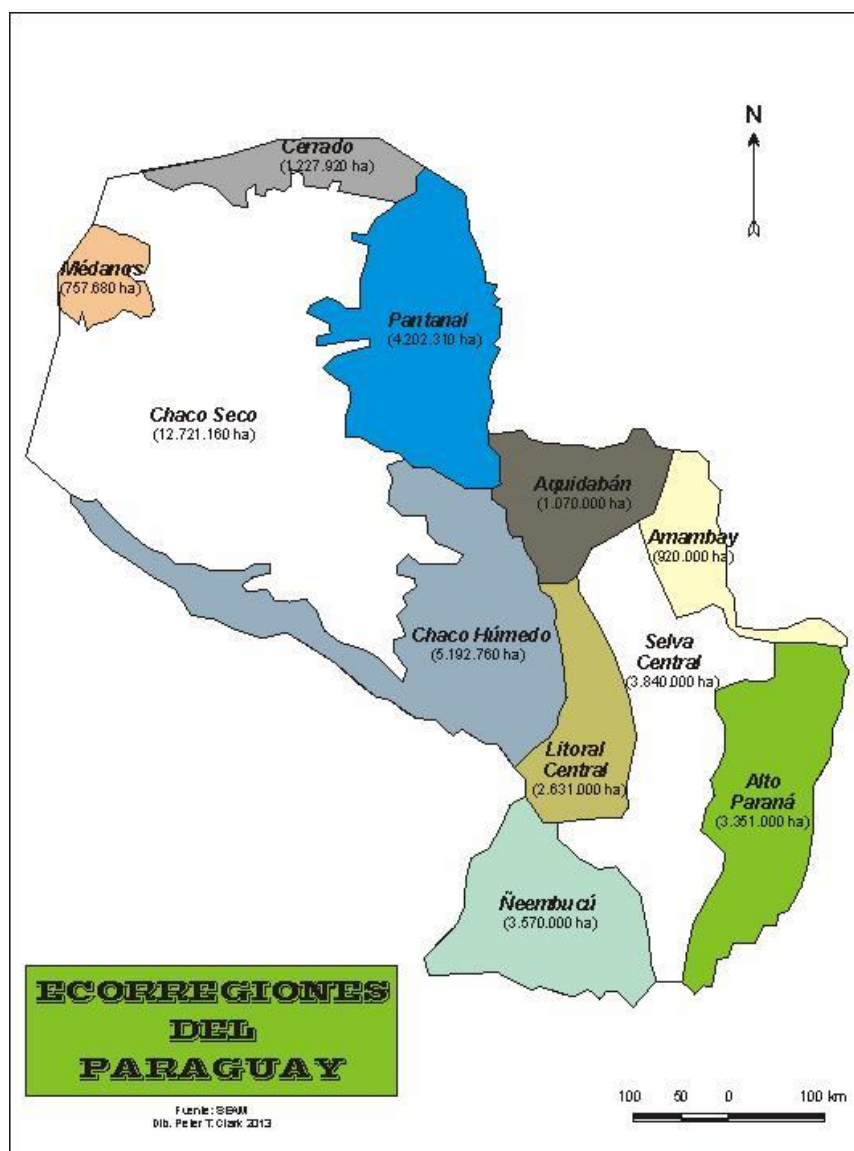 N
Cerrado
(1.227.920 ha)
Médanos
(757.680 ha)
Pantanal
(4.202.310 ha)
Chaco Seco
(12.721.160 ha)
Aquidabán
(1.070.000 ha)
Amambay
(920.000 ha)
Chaco Húmedo
(5.192.760 ha)
Selva
Central
(3.840.000 ha)
Litoral
Central
(2.631.000 ha)
Alto
Paraná
(3.351.000 ha)
Ñeembucú
(3.570.000 ha)
ECORREGIONES
DEL
PARAGUAY
Fuente: SEAM
Dib. Peter T. Clark 2013
100 50 0 100 km